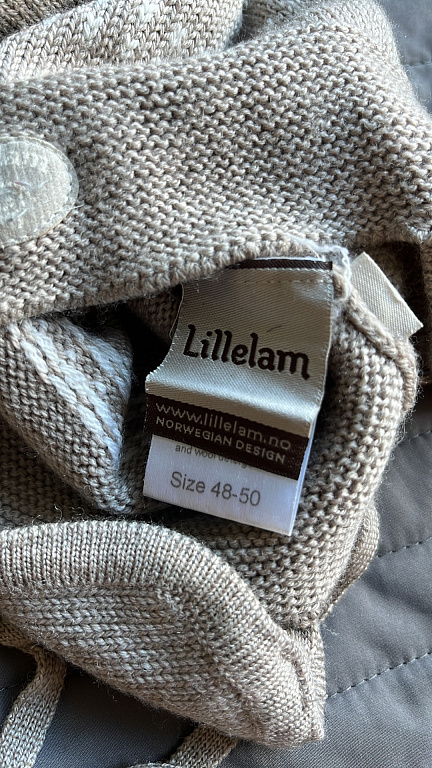 Lillelam
www.lillelam.no
NORWEGIAN DESIGN
and wool
Size 48-50